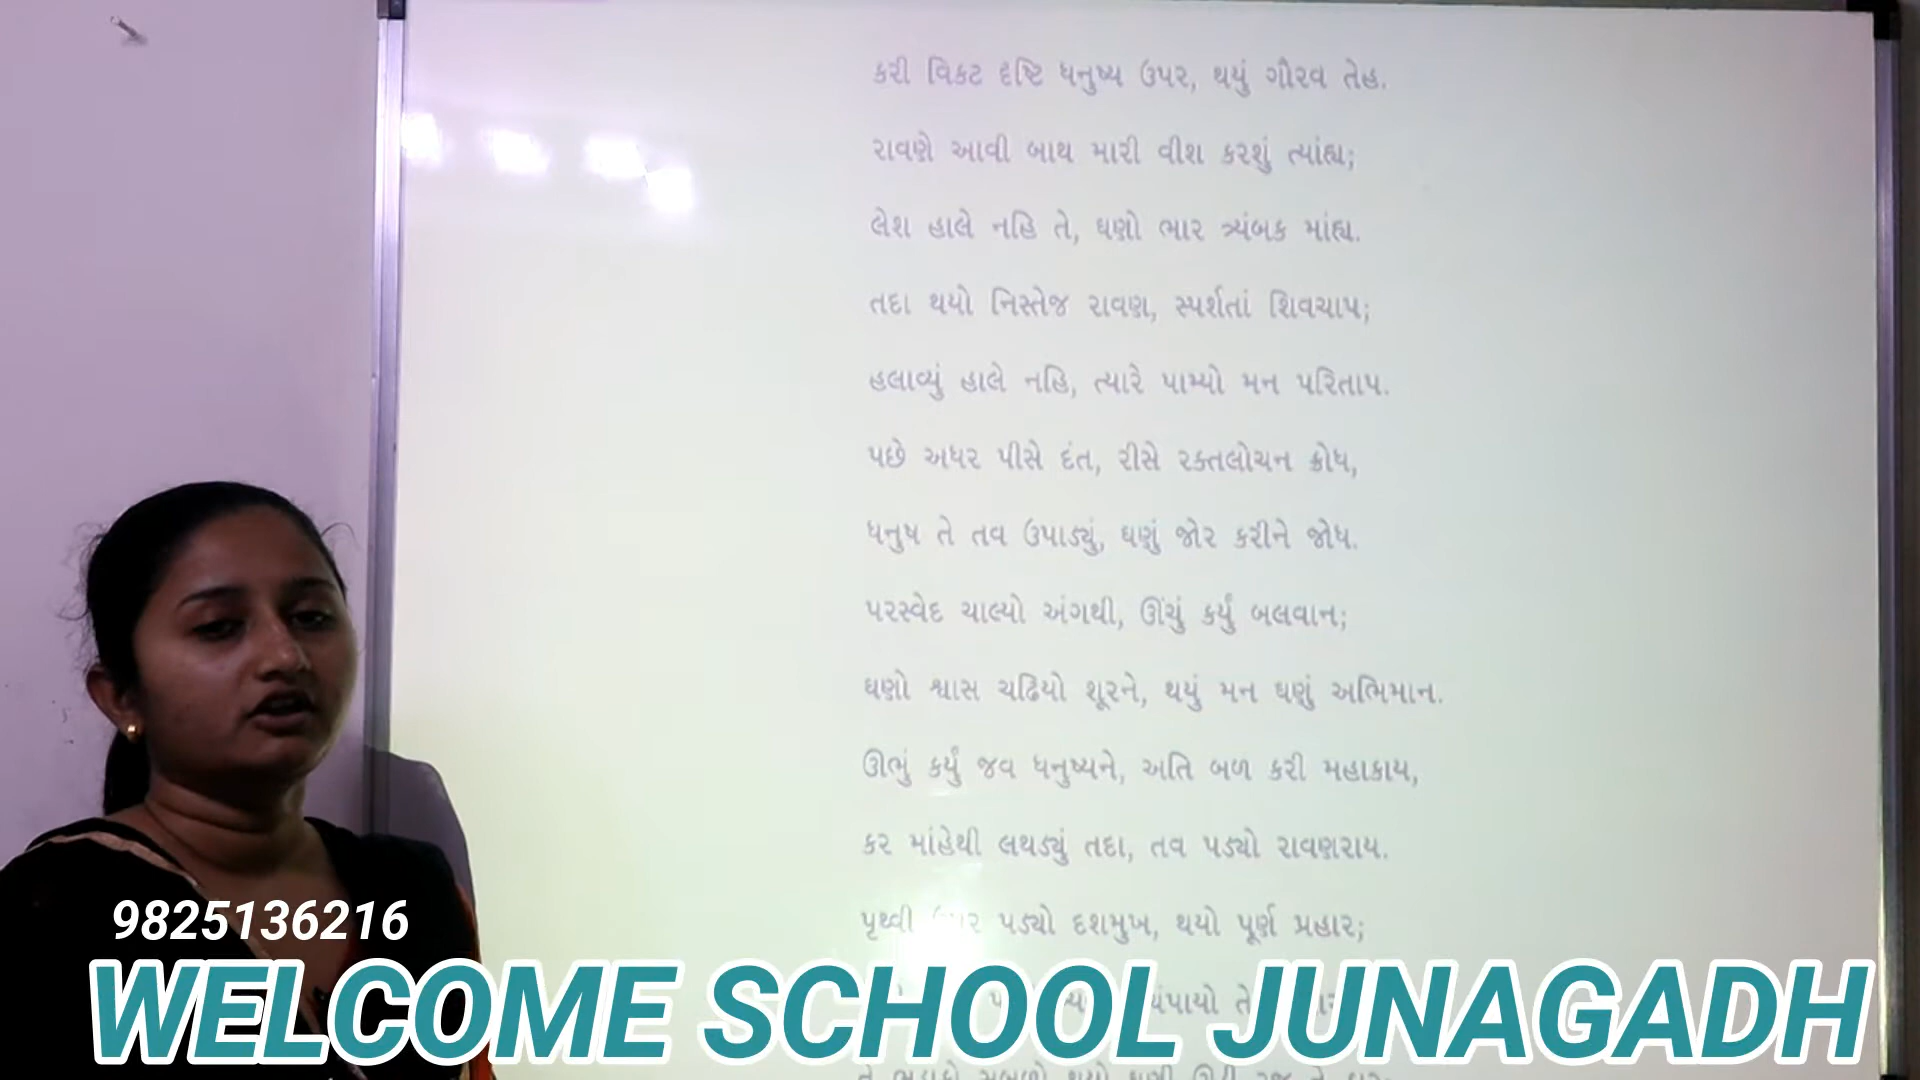 કરી વિકટ દૃષ્ટિ ધનુષ્ય ઉપર, થયું ગૌરવ તેહ.
રાવણે આવી બાથ મારી વીશ કરશું ત્યાંહ્ય;
લેશ હાલે નહિ તે, ઘણો ભાર ત્ર્યંબક માંહ્ય.
તદા થયો નિસ્તેજ રાવણ, સ્પર્શતાં શિવચાપ;
હલાવ્યું હાલે નહિ, ત્યારે પામ્યો મન પરિતાપ.
પછે અધર પીસે દંત, રીસે રક્તલોચન ક્રોધ,
ધનુષ તે તવ ઉપાડ્યું, ઘણું જોર કરીને જોધ.
પરસ્વેદ ચાલ્યો અંગથી, ઊંચું કર્યું બલવાન;
ઘણો શ્વાસ ચઢિયો શૂરને, થયું મન ઘણું અભિમાન.
ઊભું કર્યું જવ ધનુષ્યને, અતિ બળ કરી મહાકાય,
કર માંહેથી લથડ્યું તદા, તવ પડ્યો રાવણરાય.
પૃથ્વી પડ્યો દશમુખ, થયો પૂર્ણ પ્રહાર;
9825136216
WELCOME SCHOOL JUNAGADH